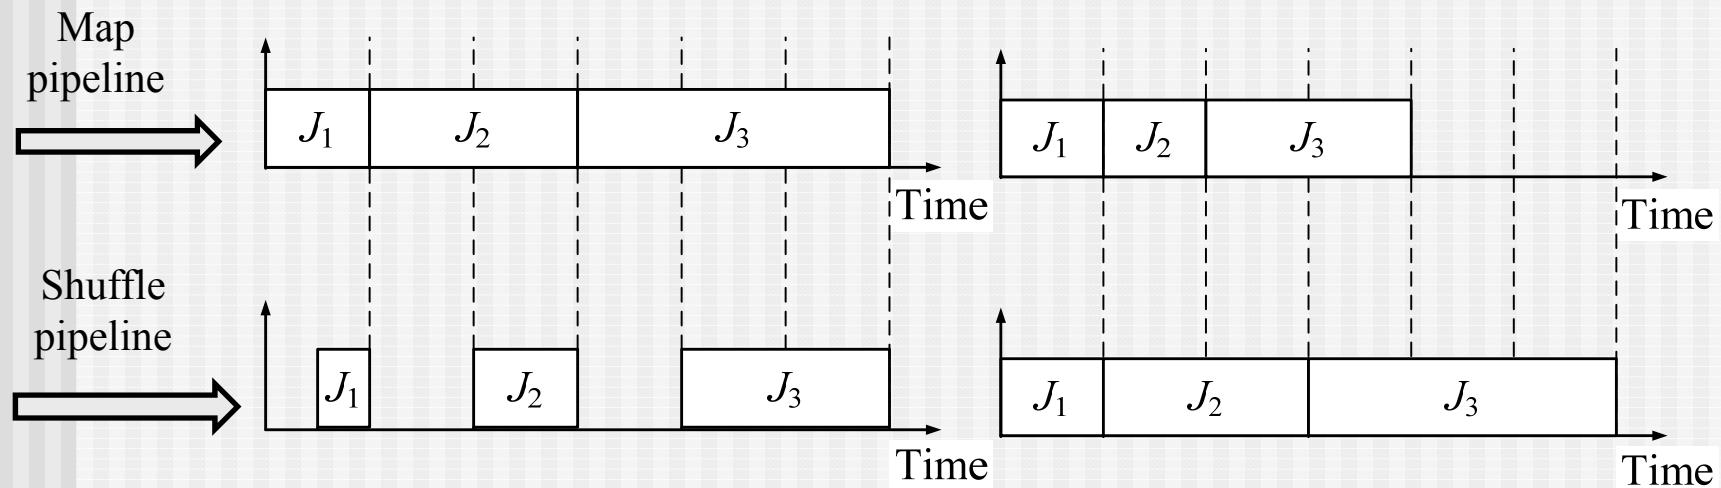 Map
pipeline
J₁ J₂ J₃
Time
J₁ J₂ J₃
Time
Shuffle
pipeline
J₁ J₂ J₃
Time
J₁ J₂ J₃
Time